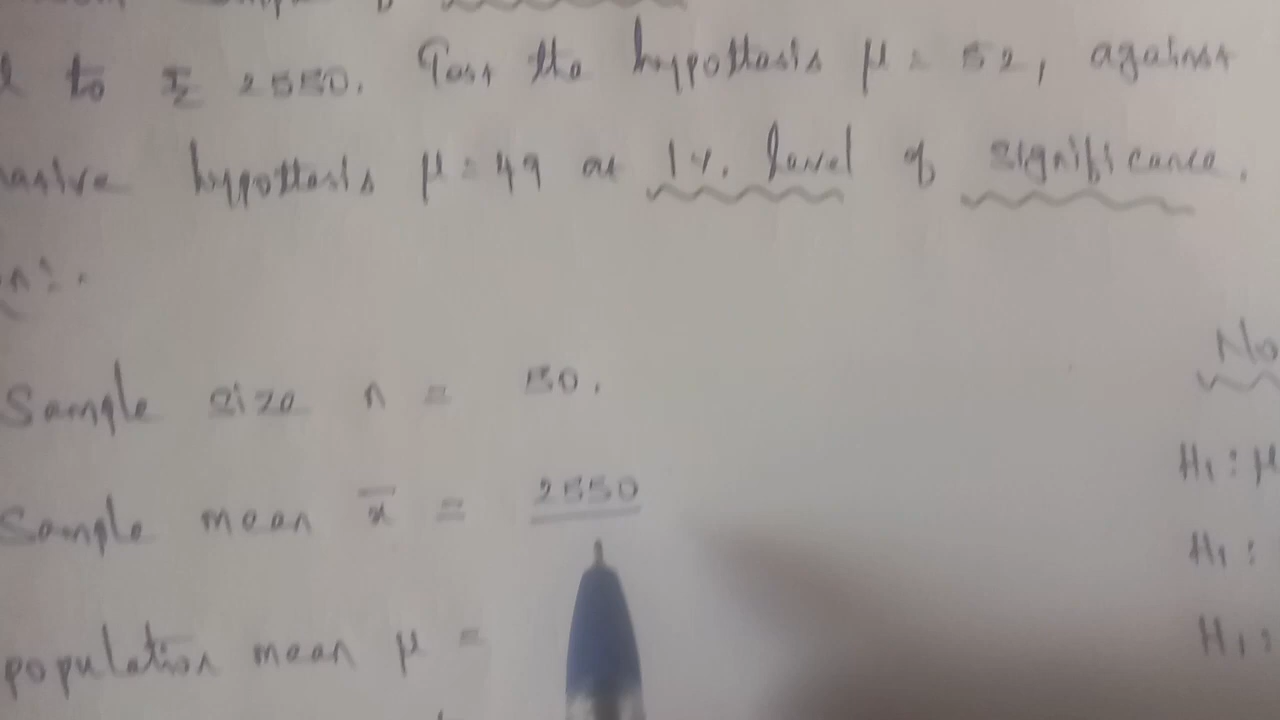 to Σ 2550. Test the hypothesis μ = 52, against
hypothesis μ = 49 at 1%. level of significance.
Sample size n = 50.
Sample mean x̄ = 2550
population mean μ =
No
H₁ : μ
H₁ :
H₁ :